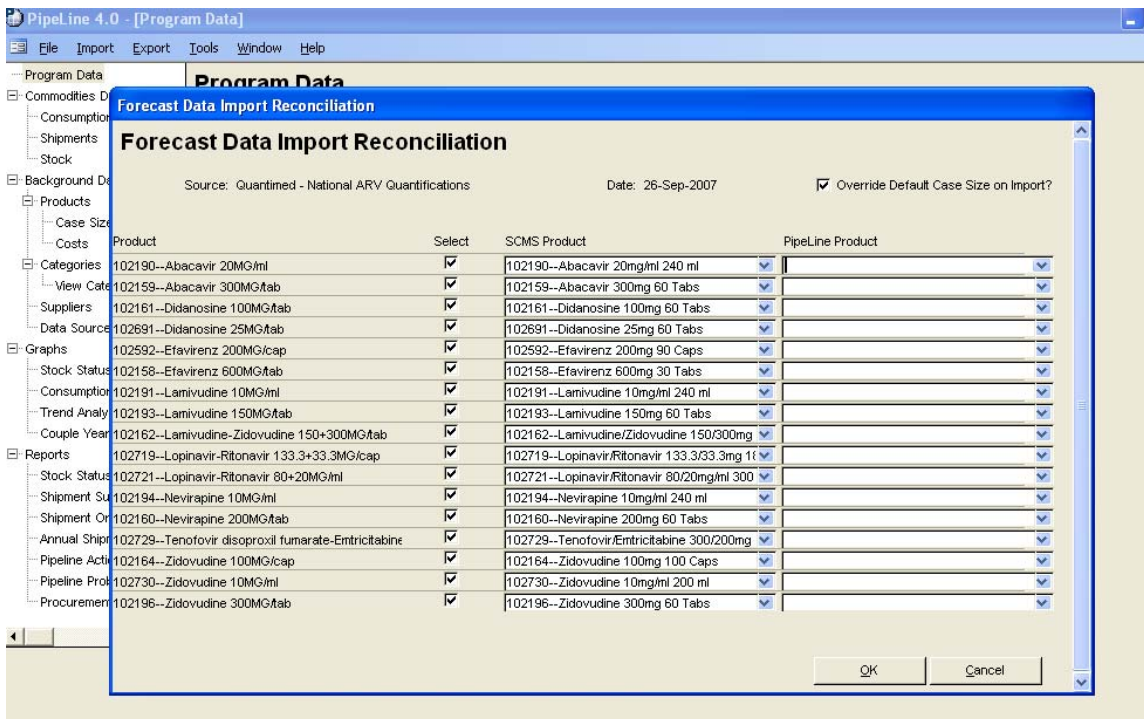 PipeLine 4.0 - [Program Data]
File Import Export Tools Window Help
Program Data
Program Data
Commodities D
Consumption
Shipments
Stock
Background Da
Products
Case Size
Costs
Categories
View Cate
Suppliers
Data Source
Graphs
Stock Status
Consumption
Trend Analy
Couple Year
Reports
Stock Status
Shipment Su
Shipment Or
Annual Shipr
Pipeline Acti
Pipeline Prob
Procurement
Forecast Data Import Reconciliation
Forecast Data Import Reconciliation
Source: Quantimed - National ARV Quantifications Date: 26-Sep-2007 Override Default Case Size on Import?
Product Select SCMS Product PipeLine Product
102190--Abacavir 20MG/ml 102190--Abacavir 20mg/ml 240 ml
102159--Abacavir 300MG/tab 102159--Abacavir 300mg 60 Tabs
102161--Didanosine 100MG/tab 102161--Didanosine 100mg 60 Tabs
102691--Didanosine 25MG/tab 102691--Didanosine 25mg 60 Tabs
102592--Efavirenz 200MG/cap 102592--Efavirenz 200mg 90 Caps
102158--Efavirenz 600MG/tab 102158--Efavirenz 600mg 30 Tabs
102191--Lamivudine 10MG/ml 102191--Lamivudine 10mg/ml 240 ml
102193--Lamivudine 150MG/tab 102193--Lamivudine 150mg 60 Tabs
102162--Lamivudine-Zidovudine 150+300MG/tab 102162--Lamivudine/Zidovudine 150/300mg
102719--Lopinavir-Ritonavir 133.3+33.3MG/cap 102719--Lopinavir/Ritonavir 133.3/33.3mg 18
102721--Lopinavir-Ritonavir 80+20MG/ml 102721--Lopinavir/Ritonavir 80/20mg/ml 300
102194--Nevirapine 10MG/ml 102194--Nevirapine 10mg/ml 240 ml
102160--Nevirapine 200MG/tab 102160--Nevirapine 200mg 60 Tabs
102729--Tenofovir disoproxil fumarate-Emtricitabine 102729--Tenofovir/Emtricitabine 300/200mg
102164--Zidovudine 100MG/cap 102164--Zidovudine 100mg 100 Caps
102730--Zidovudine 10MG/ml 102730--Zidovudine 10mg/ml 200 ml
102196--Zidovudine 300MG/tab 102196--Zidovudine 300mg 60 Tabs
OK Cancel